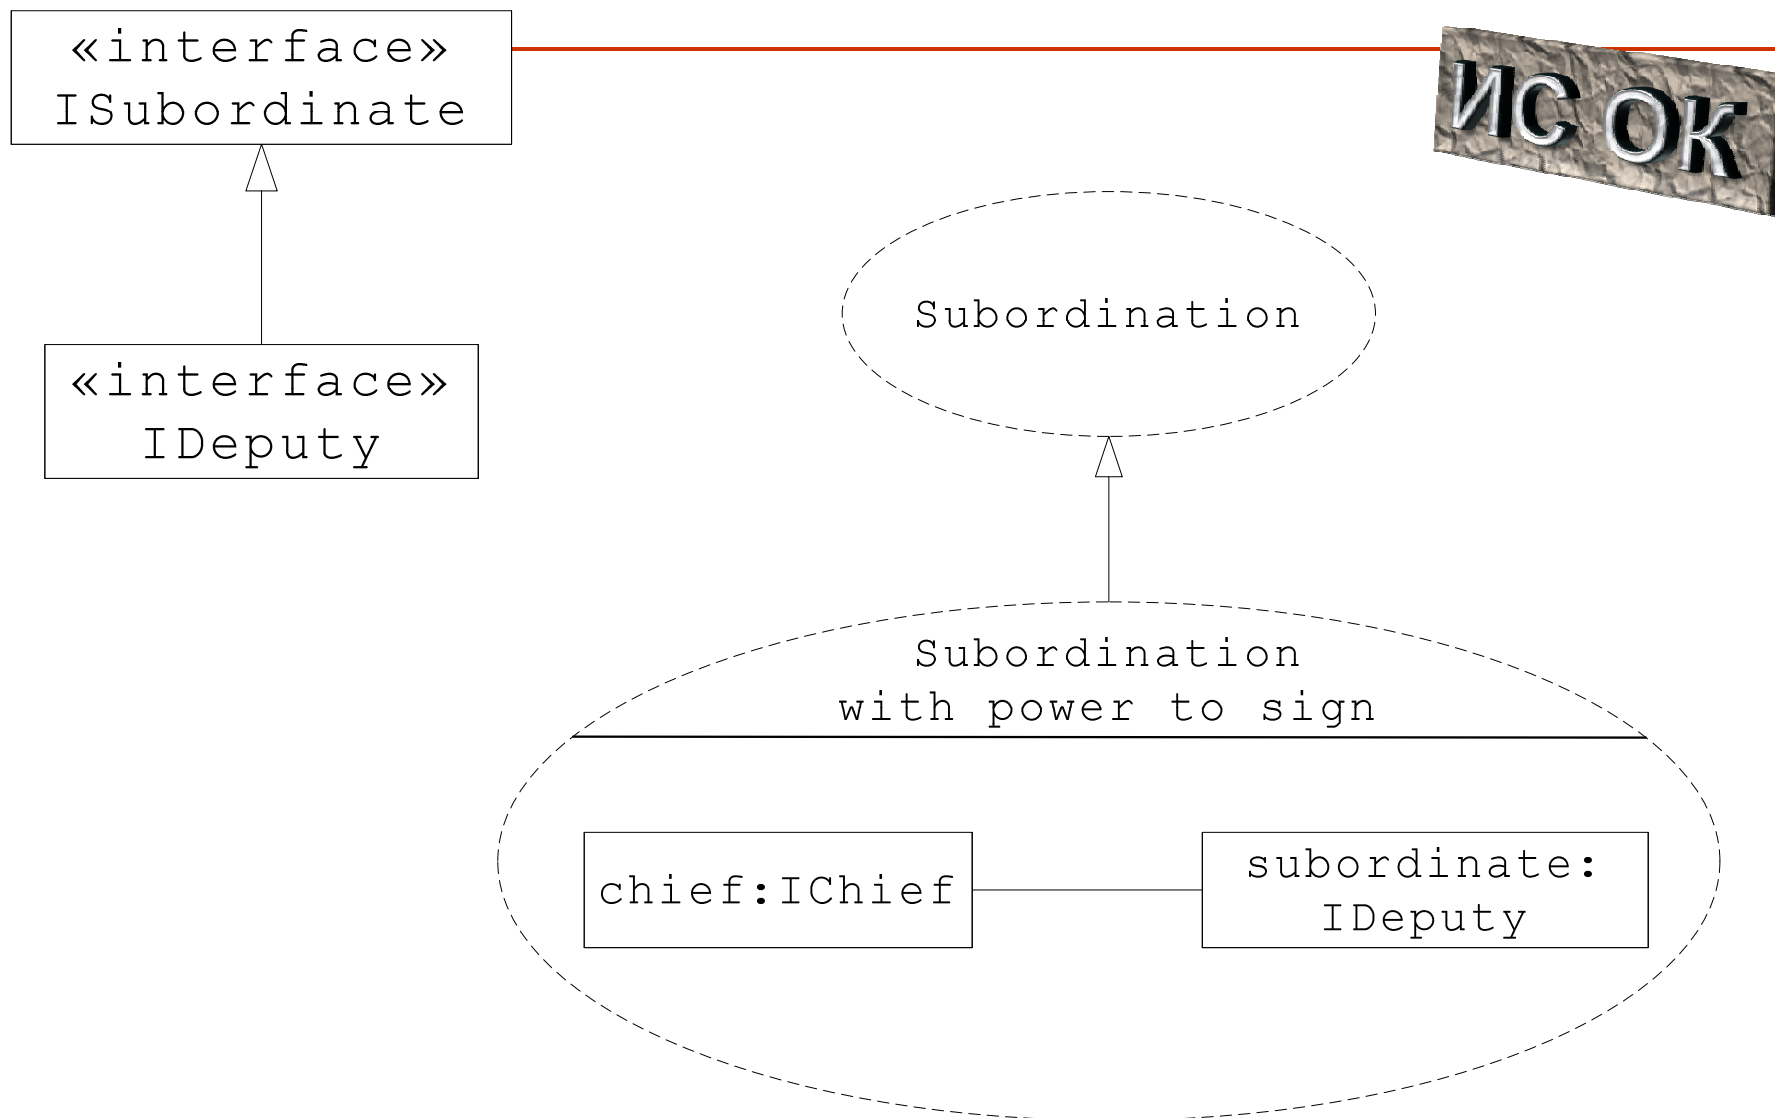 «interface»
ISubordinate
ИС ОК
«interface»
IDeputy
Subordination
Subordination
with power to sign
chief:IChief
subordinate:
IDeputy